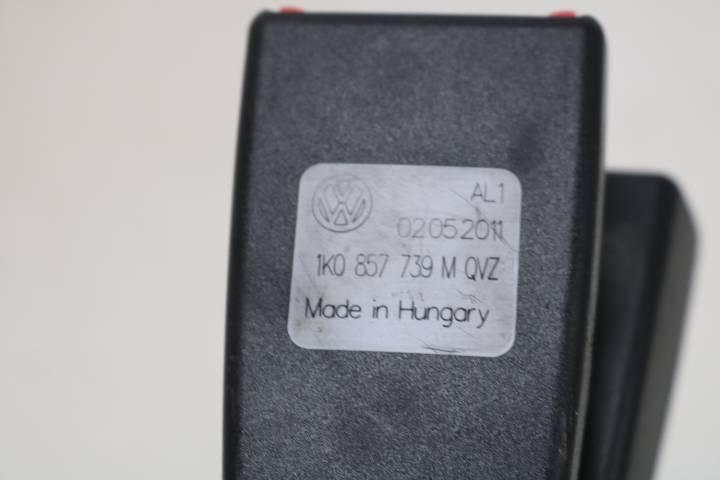 AL1
02052011
1K0 857 739 M QVZ
Made in Hungary